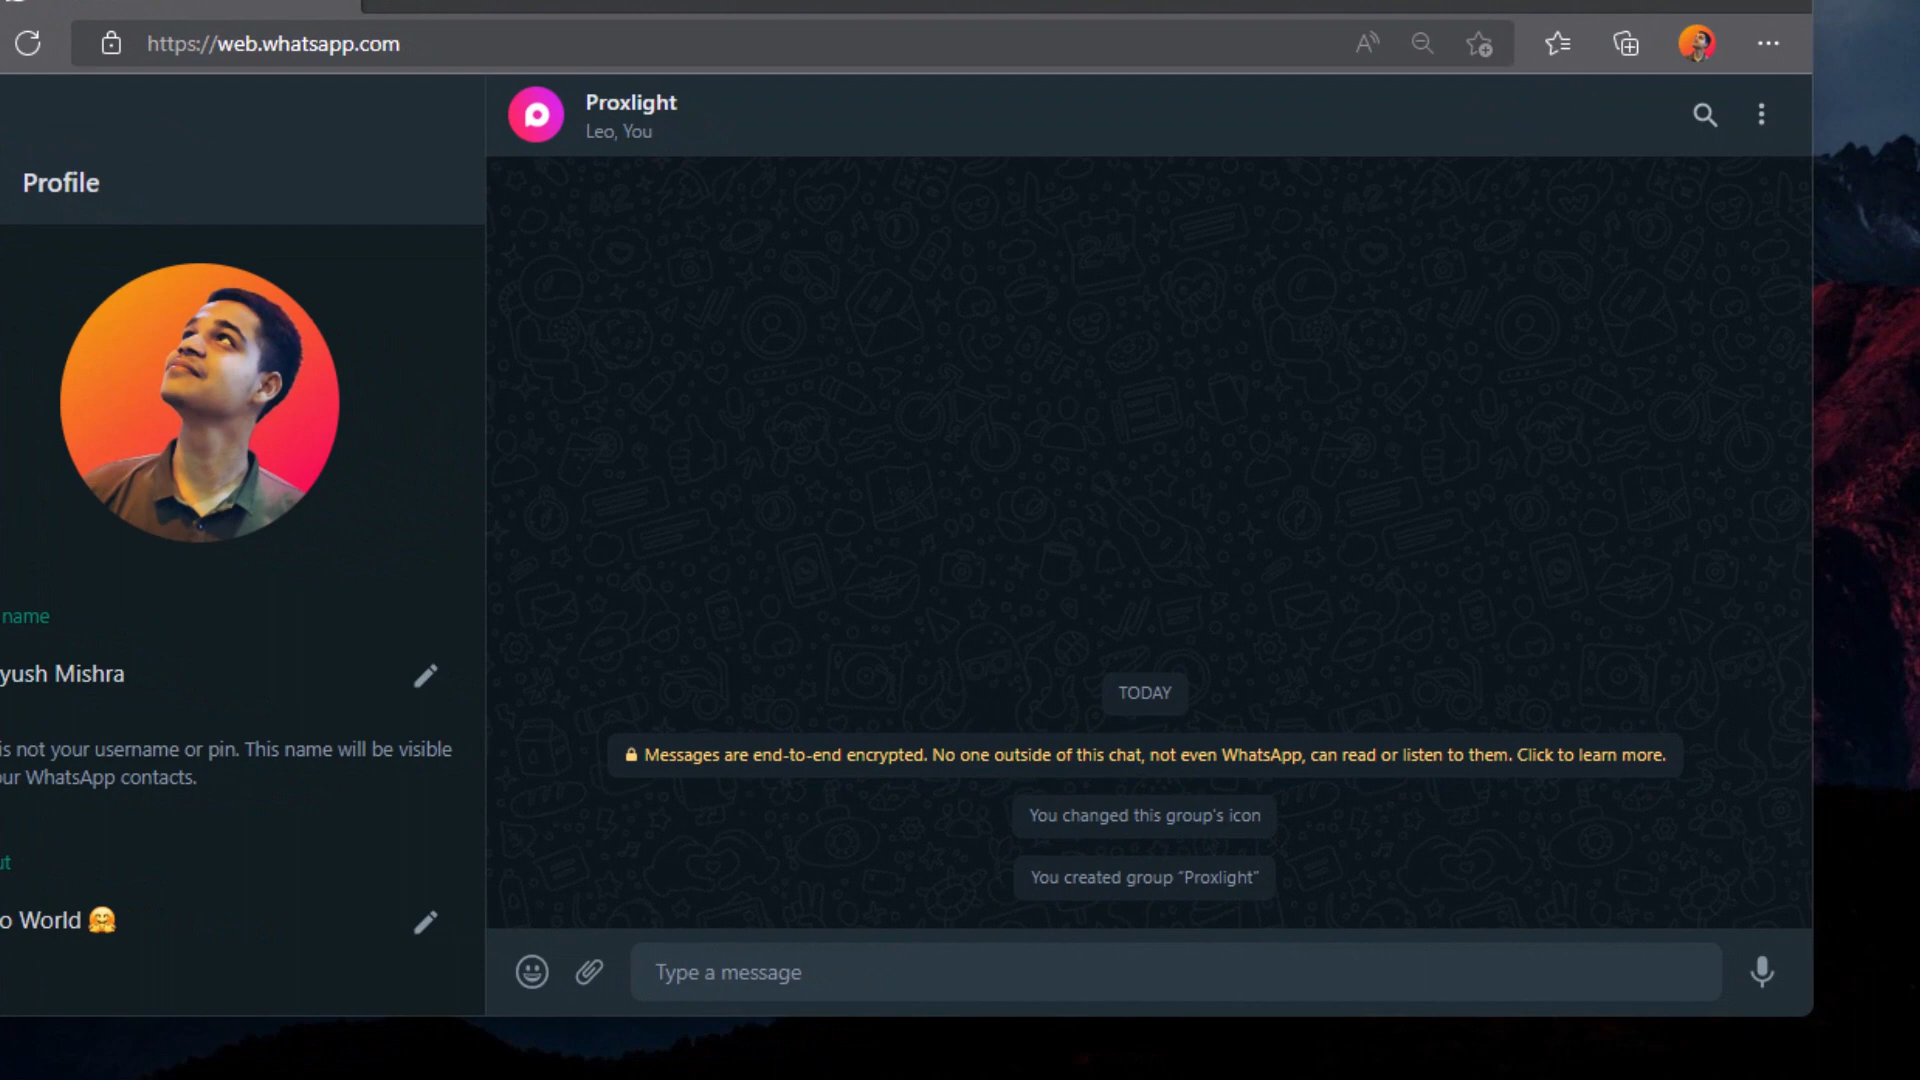 https://web.whatsapp.com
Proxlight
Leo, You
Profile
name
yush Mishra
is not your username or pin. This name will be visible
our WhatsApp contacts.
ut
o World 🤗
TODAY
Messages are end-to-end encrypted. No one outside of this chat, not even WhatsApp, can read or listen to them. Click to learn more.
You changed this group's icon
You created group “Proxlight”
Type a message